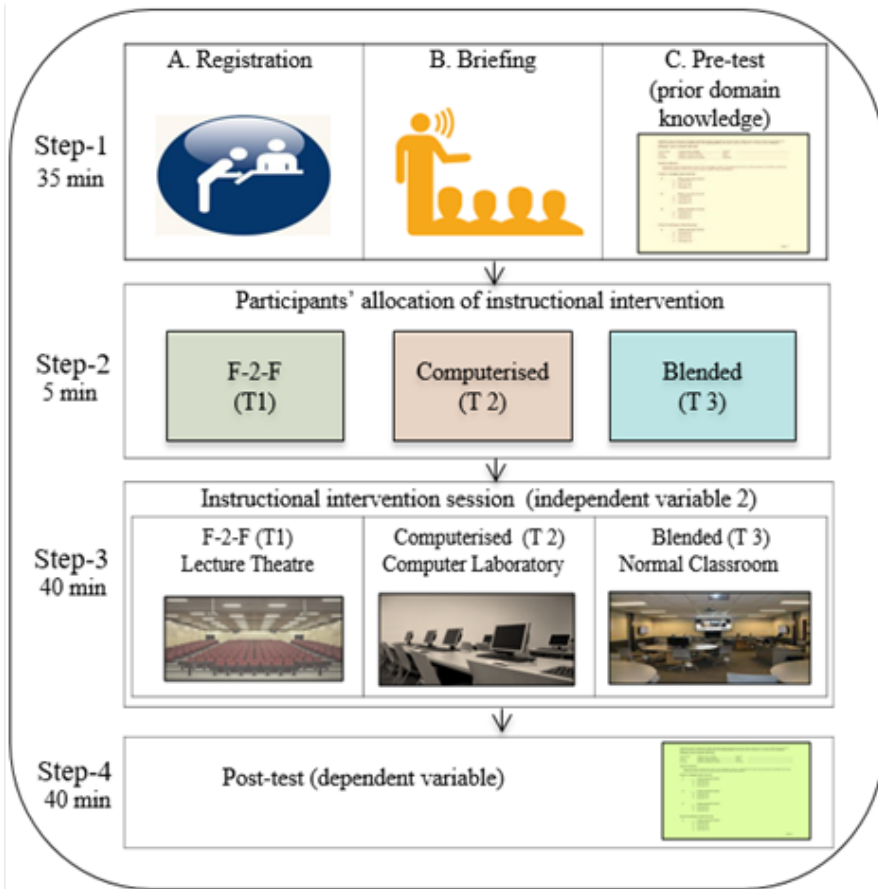 A. Registration
B. Briefing
C. Pre-test
(prior domain
knowledge)
Step-1
35 min
Participants’ allocation of instructional intervention
Step-2
5 min
F-2-F
(T1)
Computerised
(T 2)
Blended
(T 3)
Instructional intervention session (independent variable 2)
Step-3
40 min
F-2-F (T1)
Lecture Theatre
Computerised (T 2)
Computer Laboratory
Blended (T 3)
Normal Classroom
Step-4
40 min
Post-test (dependent variable)